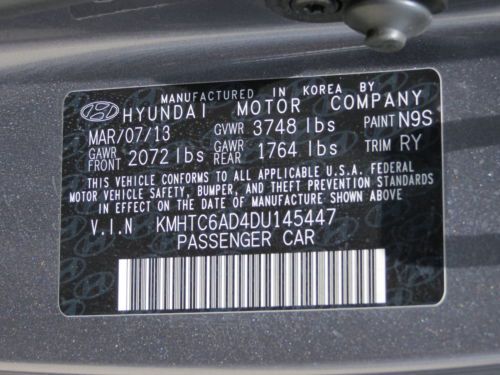 MANUFACTURED IN KOREA BY
HYUNDAI MOTOR COMPANY
MAR/07/13 GVWR 3748 lbs PAINT N9S
GAWR FRONT 2072 lbs GAWR REAR 1764 lbs TRIM RY
THIS VEHICLE CONFORMS TO ALL APPLICABLE U.S.A. FEDERAL
MOTOR VEHICLE SAFETY, BUMPER, AND THEFT PREVENTION STANDARDS
IN EFFECT ON THE DATE OF MANUFACTURE SHOWN ABOVE
V.I.N KMHTC6AD4DU145447
PASSENGER CAR